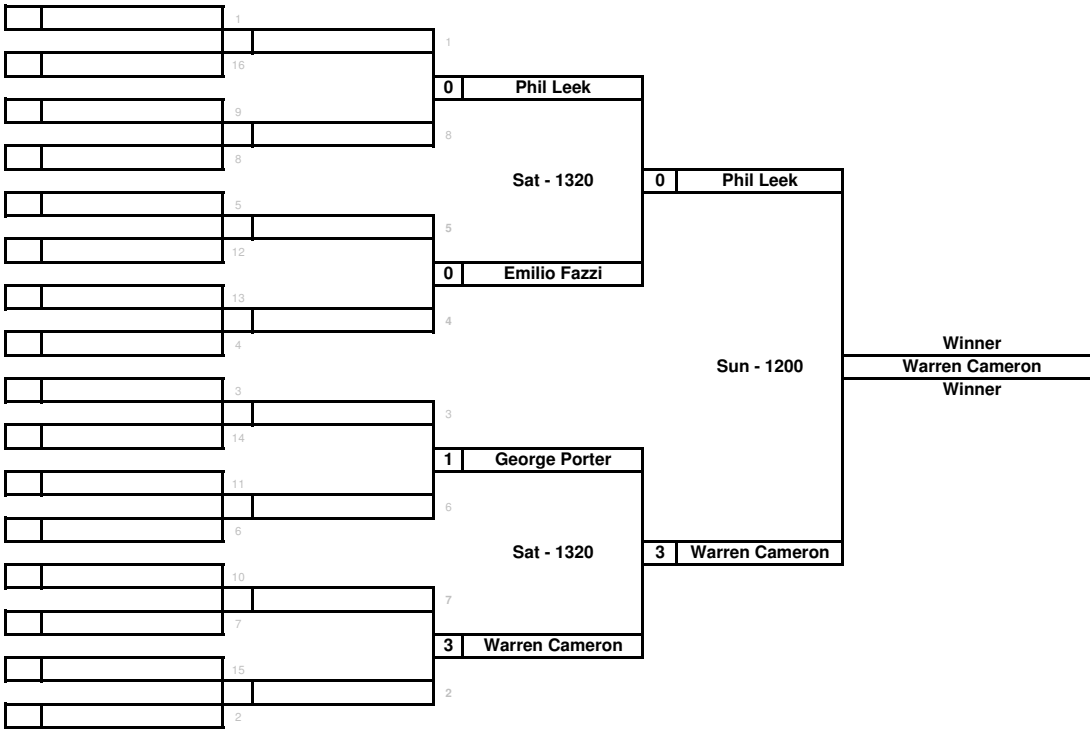 1
1
16
0 Phil Leek
9
8
8
Sat - 1320
0 Phil Leek
5
5
12
0 Emilio Fazzi
13
4
4
Winner
Sun - 1200
Warren Cameron
Winner
3
3
14
1 George Porter
11
6
6
Sat - 1320
3 Warren Cameron
10
7
7
3 Warren Cameron
15
2
2